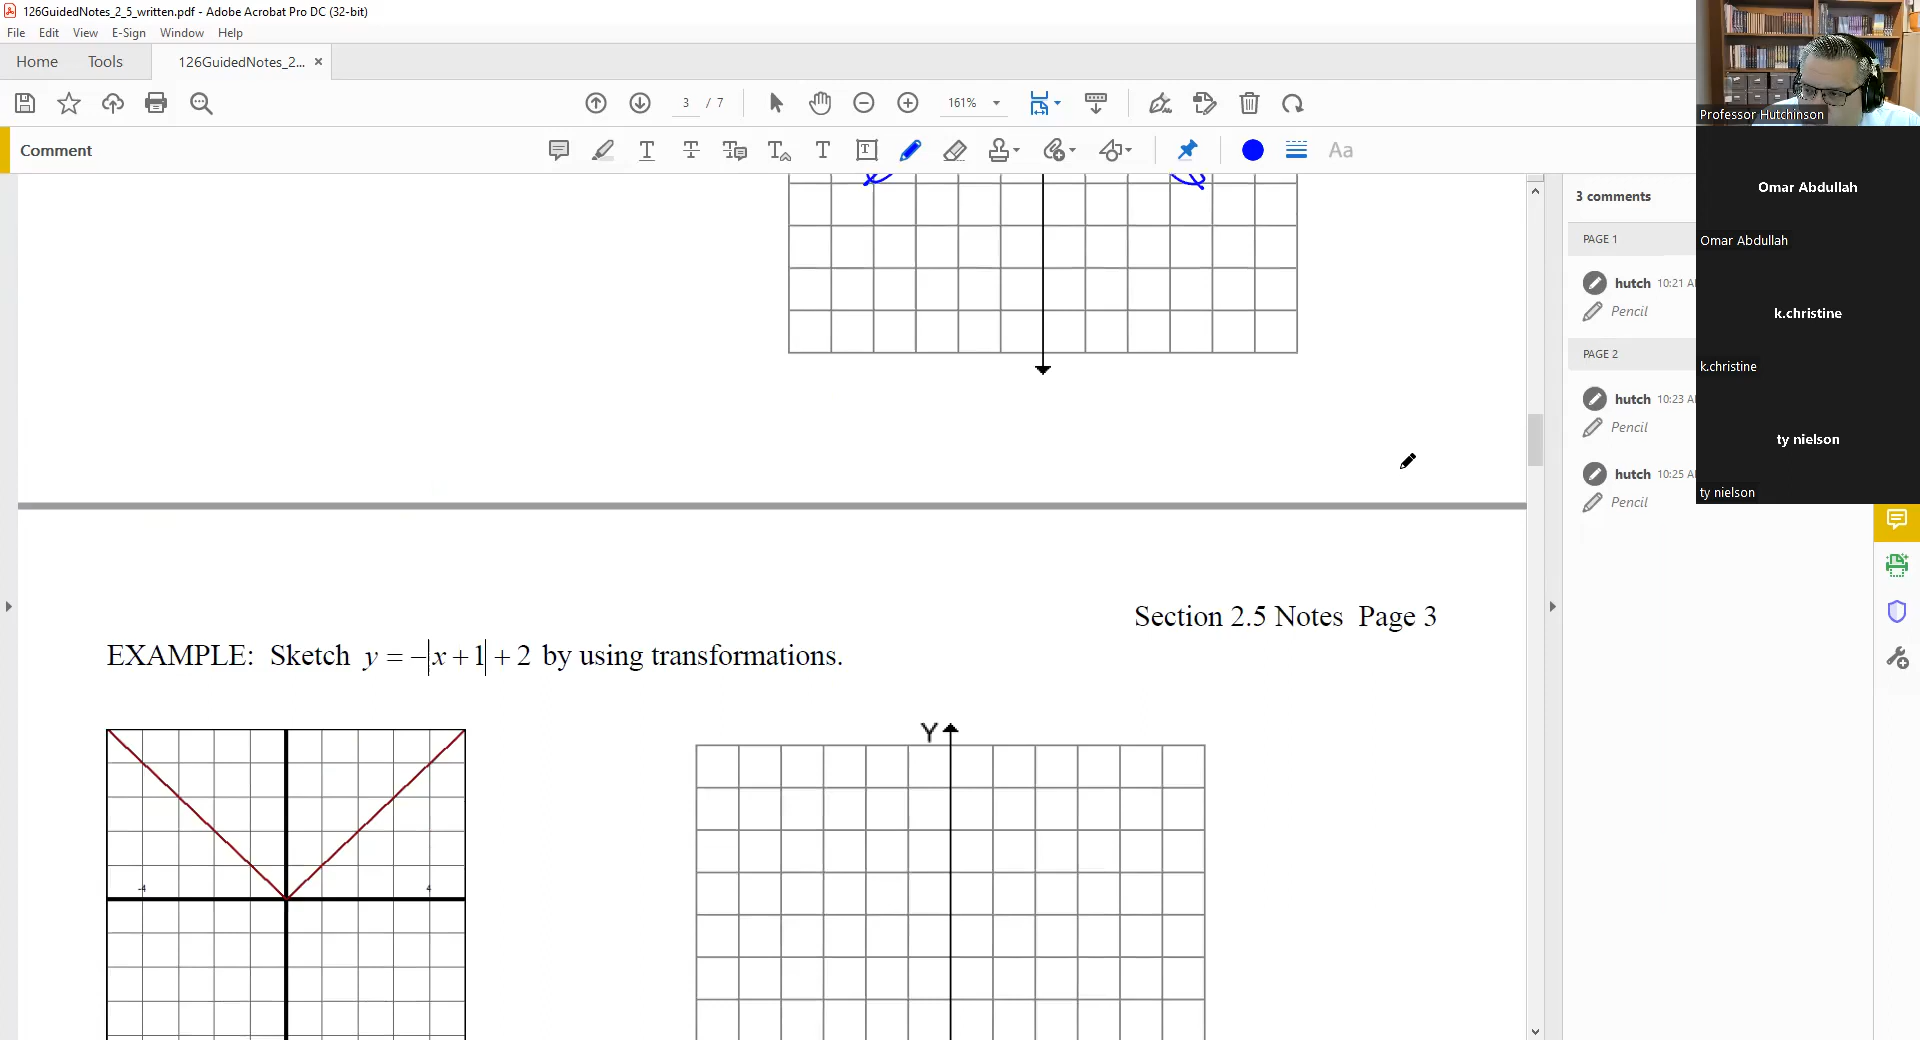 126GuidedNotes_2_5_written.pdf - Adobe Acrobat Pro DC (32-bit)
File Edit View E-Sign Window Help
Home Tools 126GuidedNotes_2... ×
3 / 7 161%
Comment
Aa
3 comments
PAGE 1
hutch 10:21 A
Pencil
PAGE 2
hutch 10:23 A
Pencil
hutch 10:25 A
Pencil
Professor Hutchinson
Omar Abdullah
Omar Abdullah
k.christine
k.christine
ty nielson
ty nielson
Section 2.5 Notes Page 3
EXAMPLE: Sketch y = -|x + 1| + 2 by using transformations.
Y
-4 4